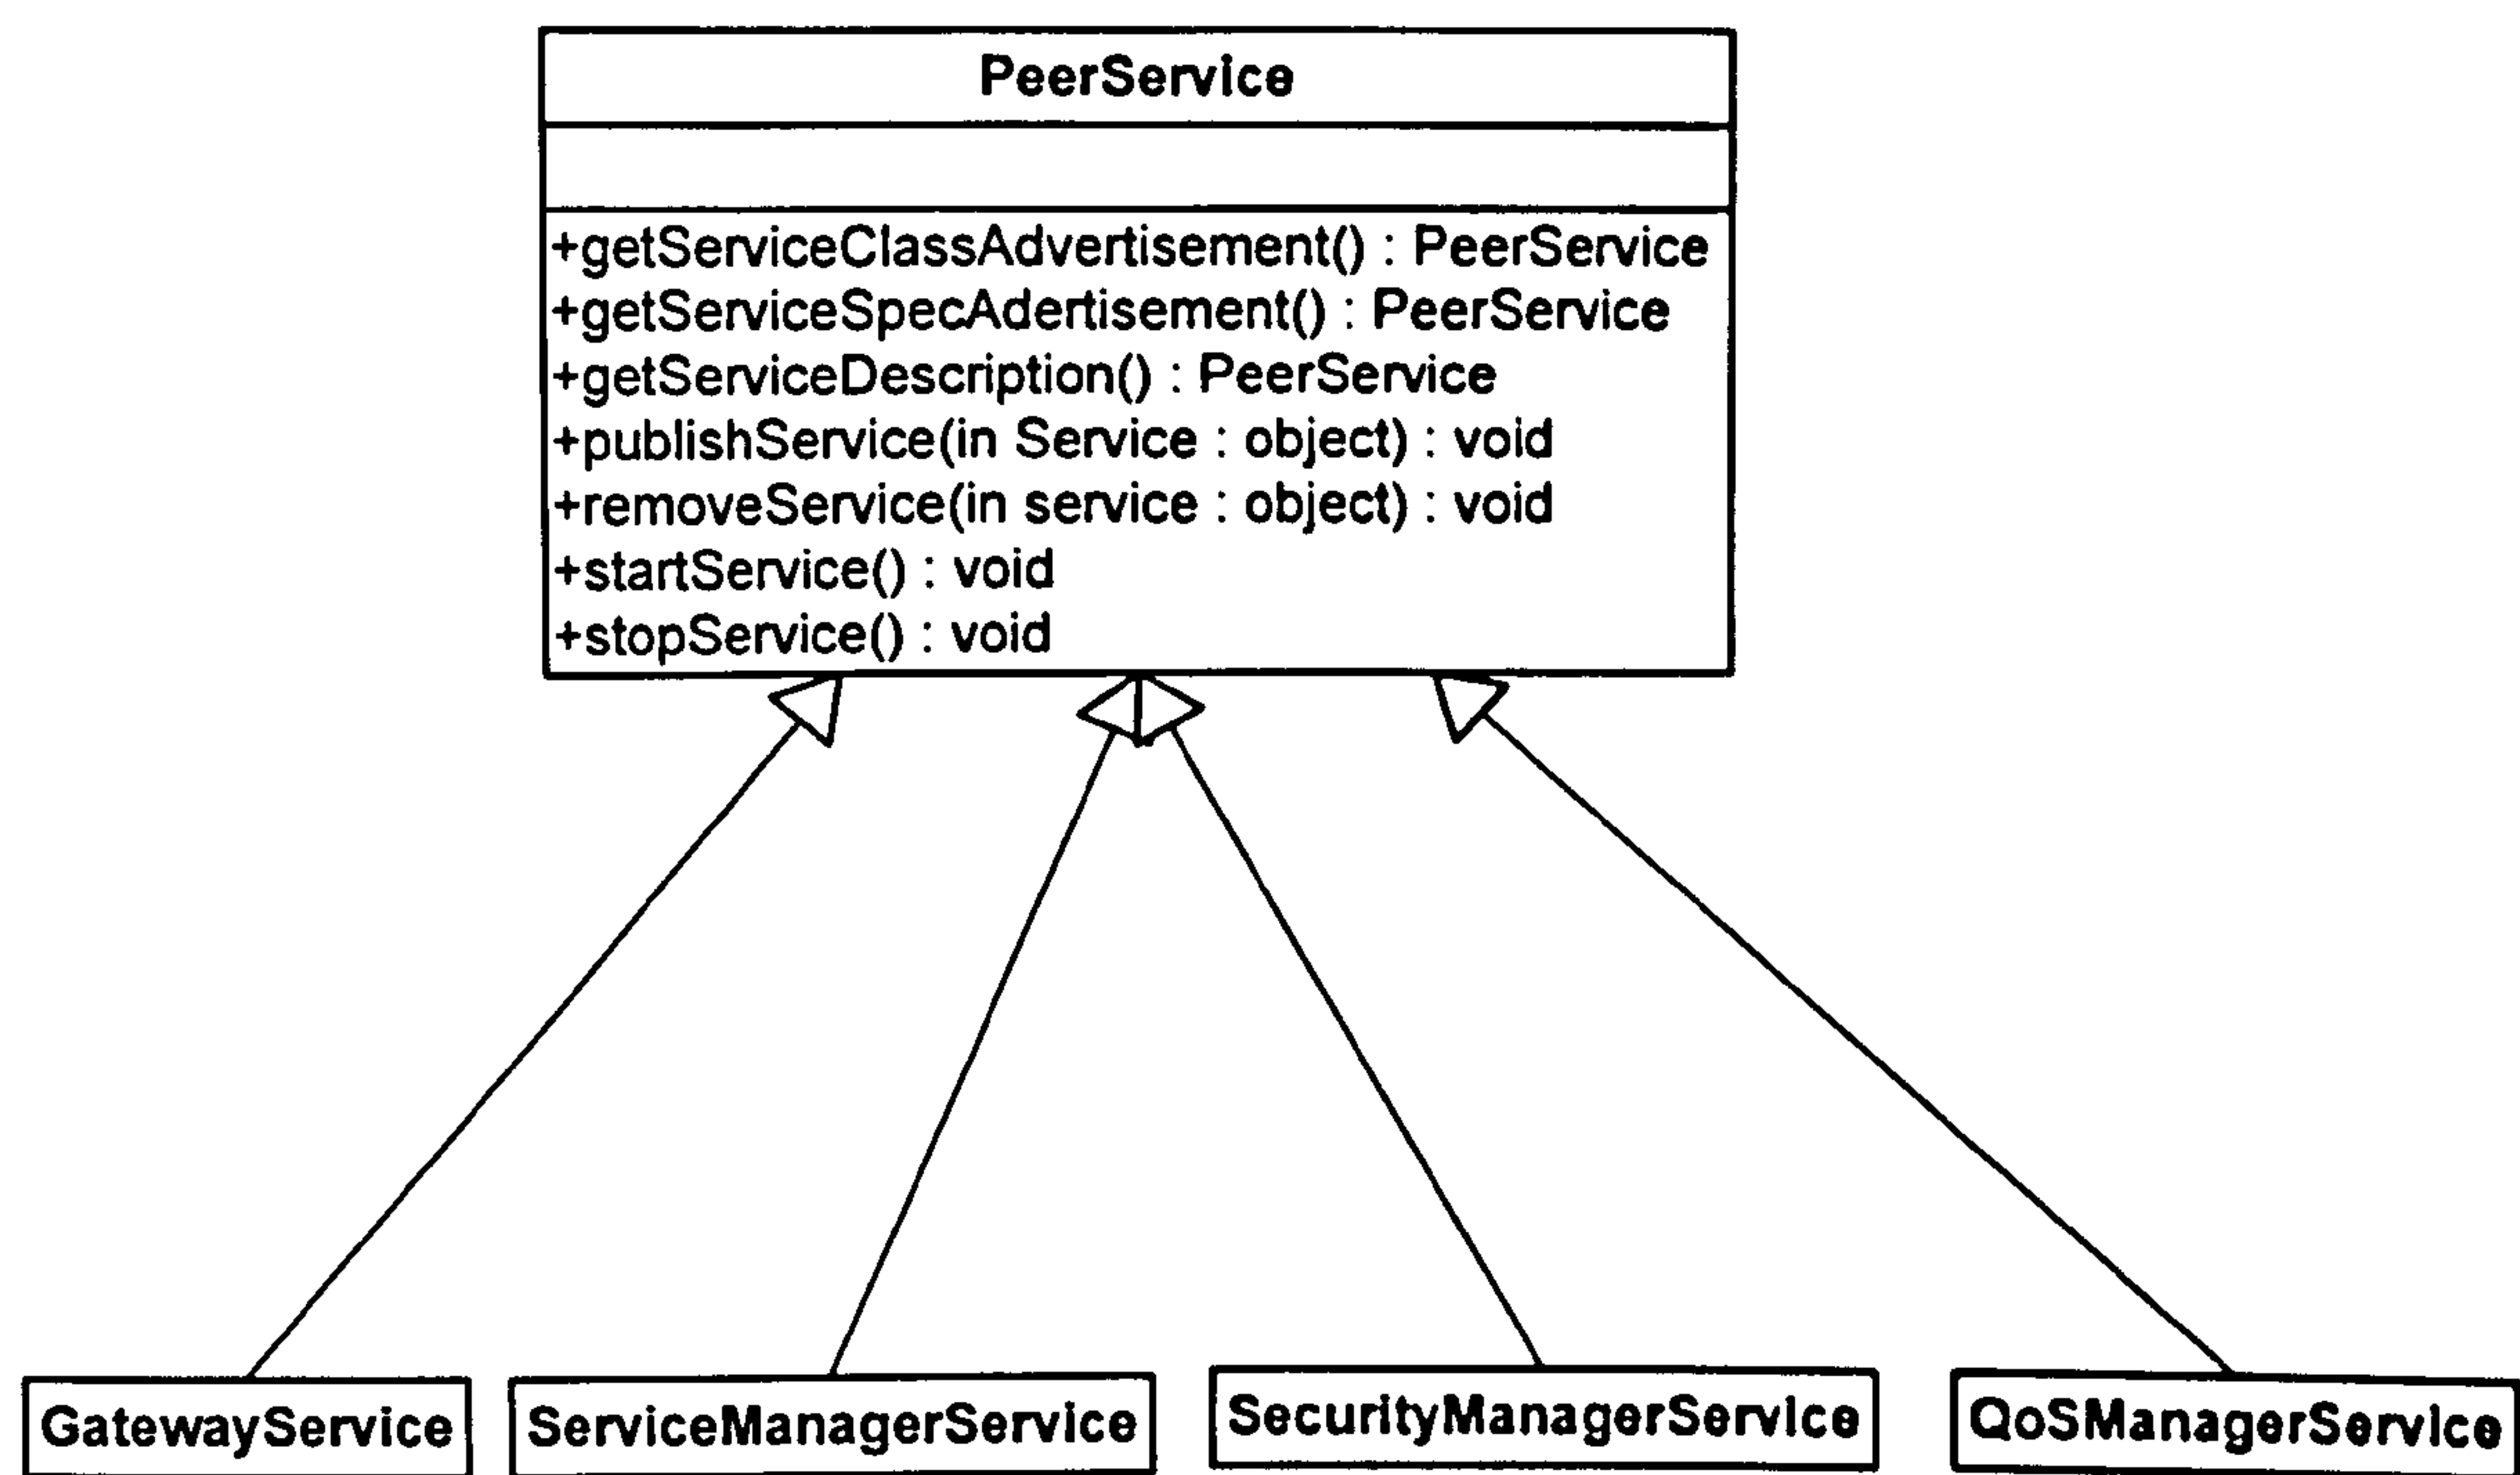 PeerService
+getServiceClassAdvertisement() : PeerService
+getServiceSpecAdertisement() : PeerService
+getServiceDescription() : PeerService
+publishService(in Service : object) : void
+removeService(in service : object) : void
+startService() : void
+stopService() : void
GatewayService
ServiceManagerService
SecurityManagerService
QoSManagerService